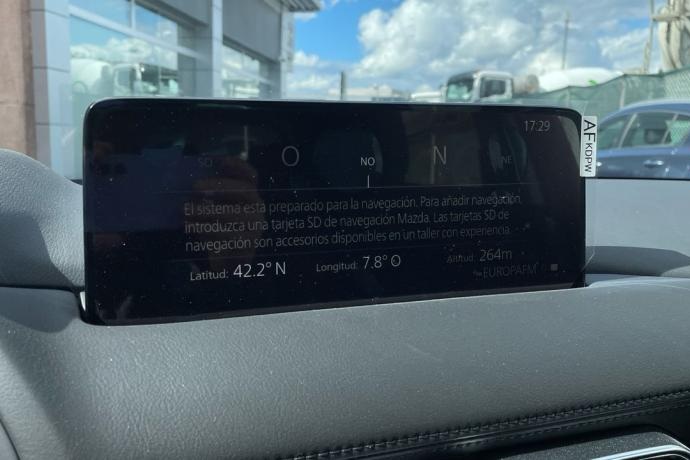 17:29
SO O NO N NE
El sistema está preparado para la navegación. Para añadir navegación,
introduzca una tarjeta SD de navegación Mazda. Las tarjetas SD de
navegación son accesorios disponibles en un taller con experiencia.
Latitud: 42.2° N Longitud: 7.8° O Altitud: 264m
EUROPAFM
AFKDPW